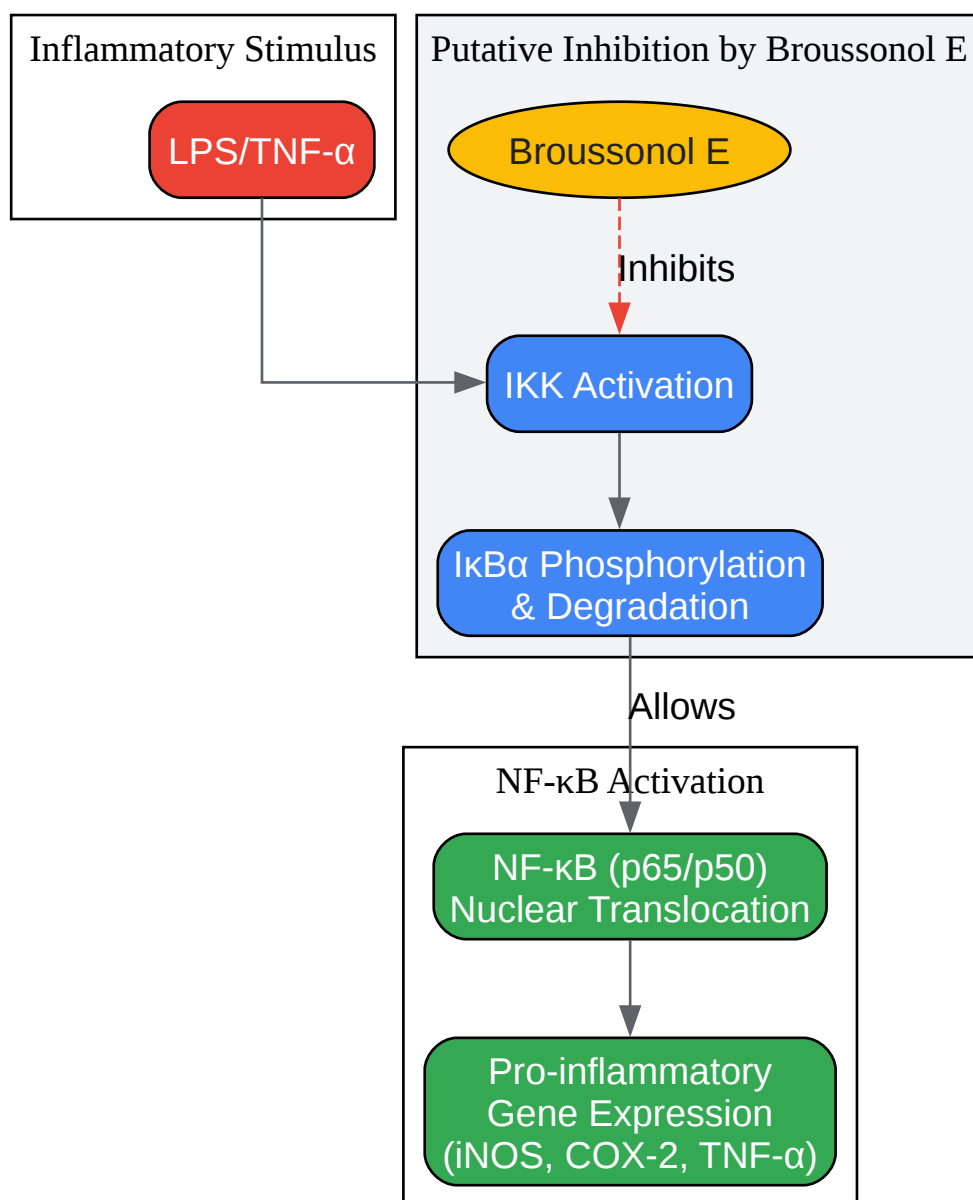 Inflammatory Stimulus
LPS/TNF-α
Putative Inhibition by Broussonol E
Broussonol E
Inhibits
IKK Activation
IκBα Phosphorylation
& Degradation
Allows
NF-κB Activation
NF-κB (p65/p50)
Nuclear Translocation
Pro-inflammatory
Gene Expression
(iNOS, COX-2, TNF-α)